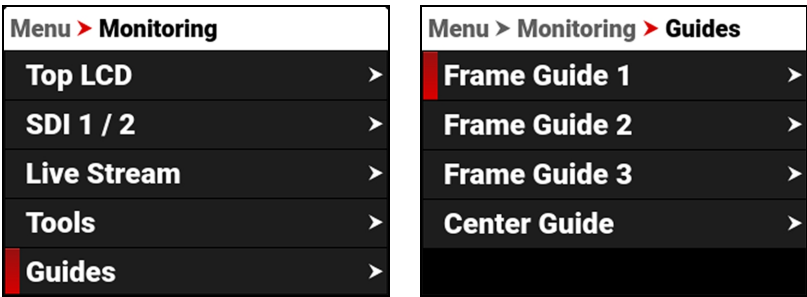 Menu ➤ Monitoring
Top LCD
SDI 1 / 2
Live Stream
Tools
Guides
Menu ➤ Monitoring ➤ Guides
Frame Guide 1
Frame Guide 2
Frame Guide 3
Center Guide